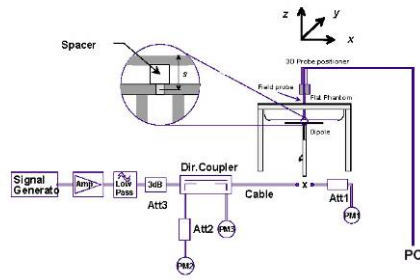 z
y
x
Spacer
s
3D Probe positioner
Field probe
Flat Phantom
Dipole
Signal
Generato
Amp
Low
Pass
3dB
Att3
Dir.Coupler
Cable
x
Att1
PM1
Att2
PM3
PM2
PC